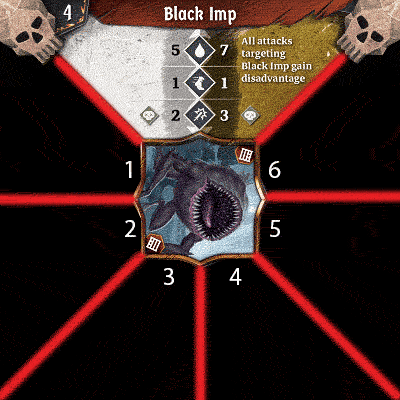 Black Imp
4
5 7
All attacks
targeting
Black Imp gain
disadvantage
1 1
2 3
1 6
2 5
3 4